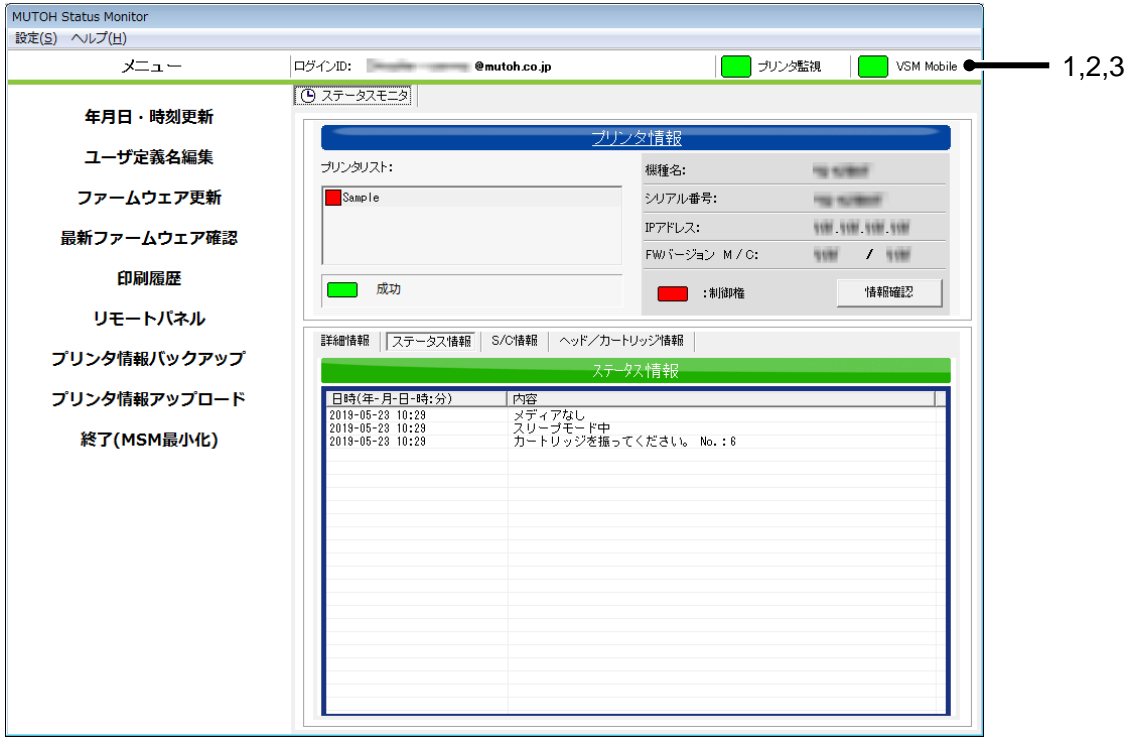 MUTOH Status Monitor
設定(S) ヘルプ(H)
メニュー
ログインID: @mutoh.co.jp
プリンタ監視
VSM Mobile
1,2,3
年月日・時刻更新
ユーザ定義名編集
ファームウェア更新
最新ファームウェア確認
印刷履歴
リモートパネル
プリンタ情報バックアップ
プリンタ情報アップロード
終了(MSM最小化)
ステータスモニタ
プリンタ情報
プリンタリスト:
Sample
成功
機種名:
シリアル番号:
IPアドレス:
FWバージョン M / C: /
:制御権
情報確認
詳細情報 ステータス情報 S/C情報 ヘッド/カートリッジ情報
ステータス情報
日時(年-月-日-時:分) 内容
2019-05-23 10:29 メディアなし
2019-05-23 10:29 スリープモード中
2019-05-23 10:29 カートリッジを振ってください。 No.:6